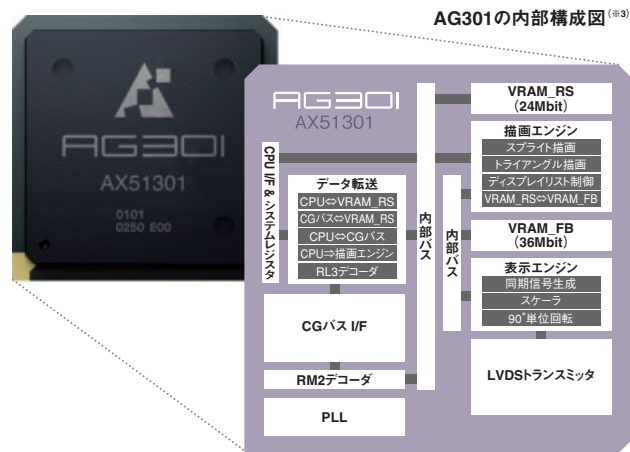 AG301の内部構成図(※3)
AG301
AX51301
0101
0250 E00
AG301
AX51301
CPU I/F & システムレジスタ
データ転送
CPU⇔VRAM_RS
CGバス⇔VRAM_RS
CPU⇔CGバス
CPU⇒描画エンジン
RL3デコーダ
CGバス I/F
RM2デコーダ
PLL
内部バス
内部バス
VRAM_RS
(24Mbit)
描画エンジン
スプライト描画
トライアングル描画
ディスプレイリスト制御
VRAM_RS⇔VRAM_FB
VRAM_FB
(36Mbit)
表示エンジン
同期信号生成
スケーラ
90°単位回転
LVDSトランスミッタ